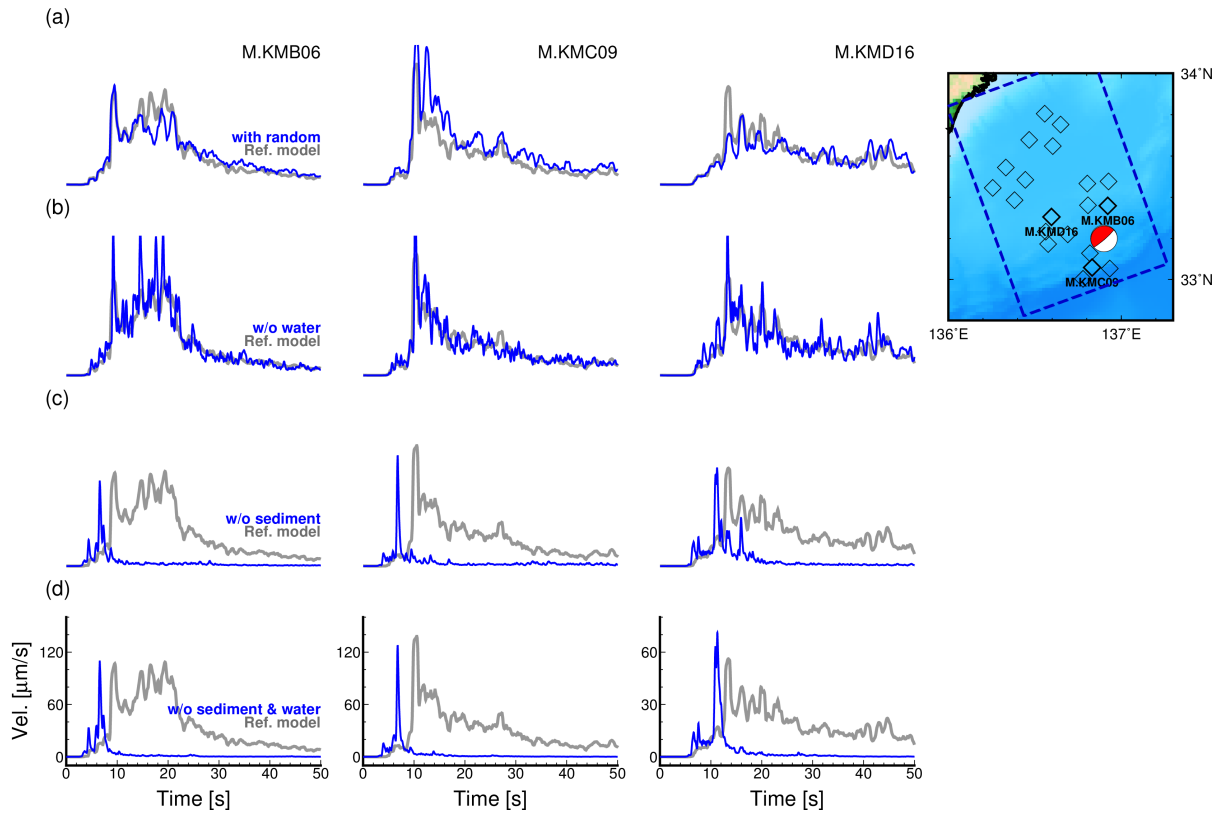 (a)
M.KMB06
M.KMC09
M.KMD16
with random
Ref. model
34°N
M.KMB06
M.KMD16
M.KMC09
33°N
136°E
137°E
(b)
w/o water
Ref. model
(c)
w/o sediment
Ref. model
(d)
w/o sediment & water
Ref. model
Vel. [μm/s]
120
60
0
120
60
0
60
30
0
0 10 20 30 40 50
0 10 20 30 40 50
0 10 20 30 40 50
Time [s]
Time [s]
Time [s]